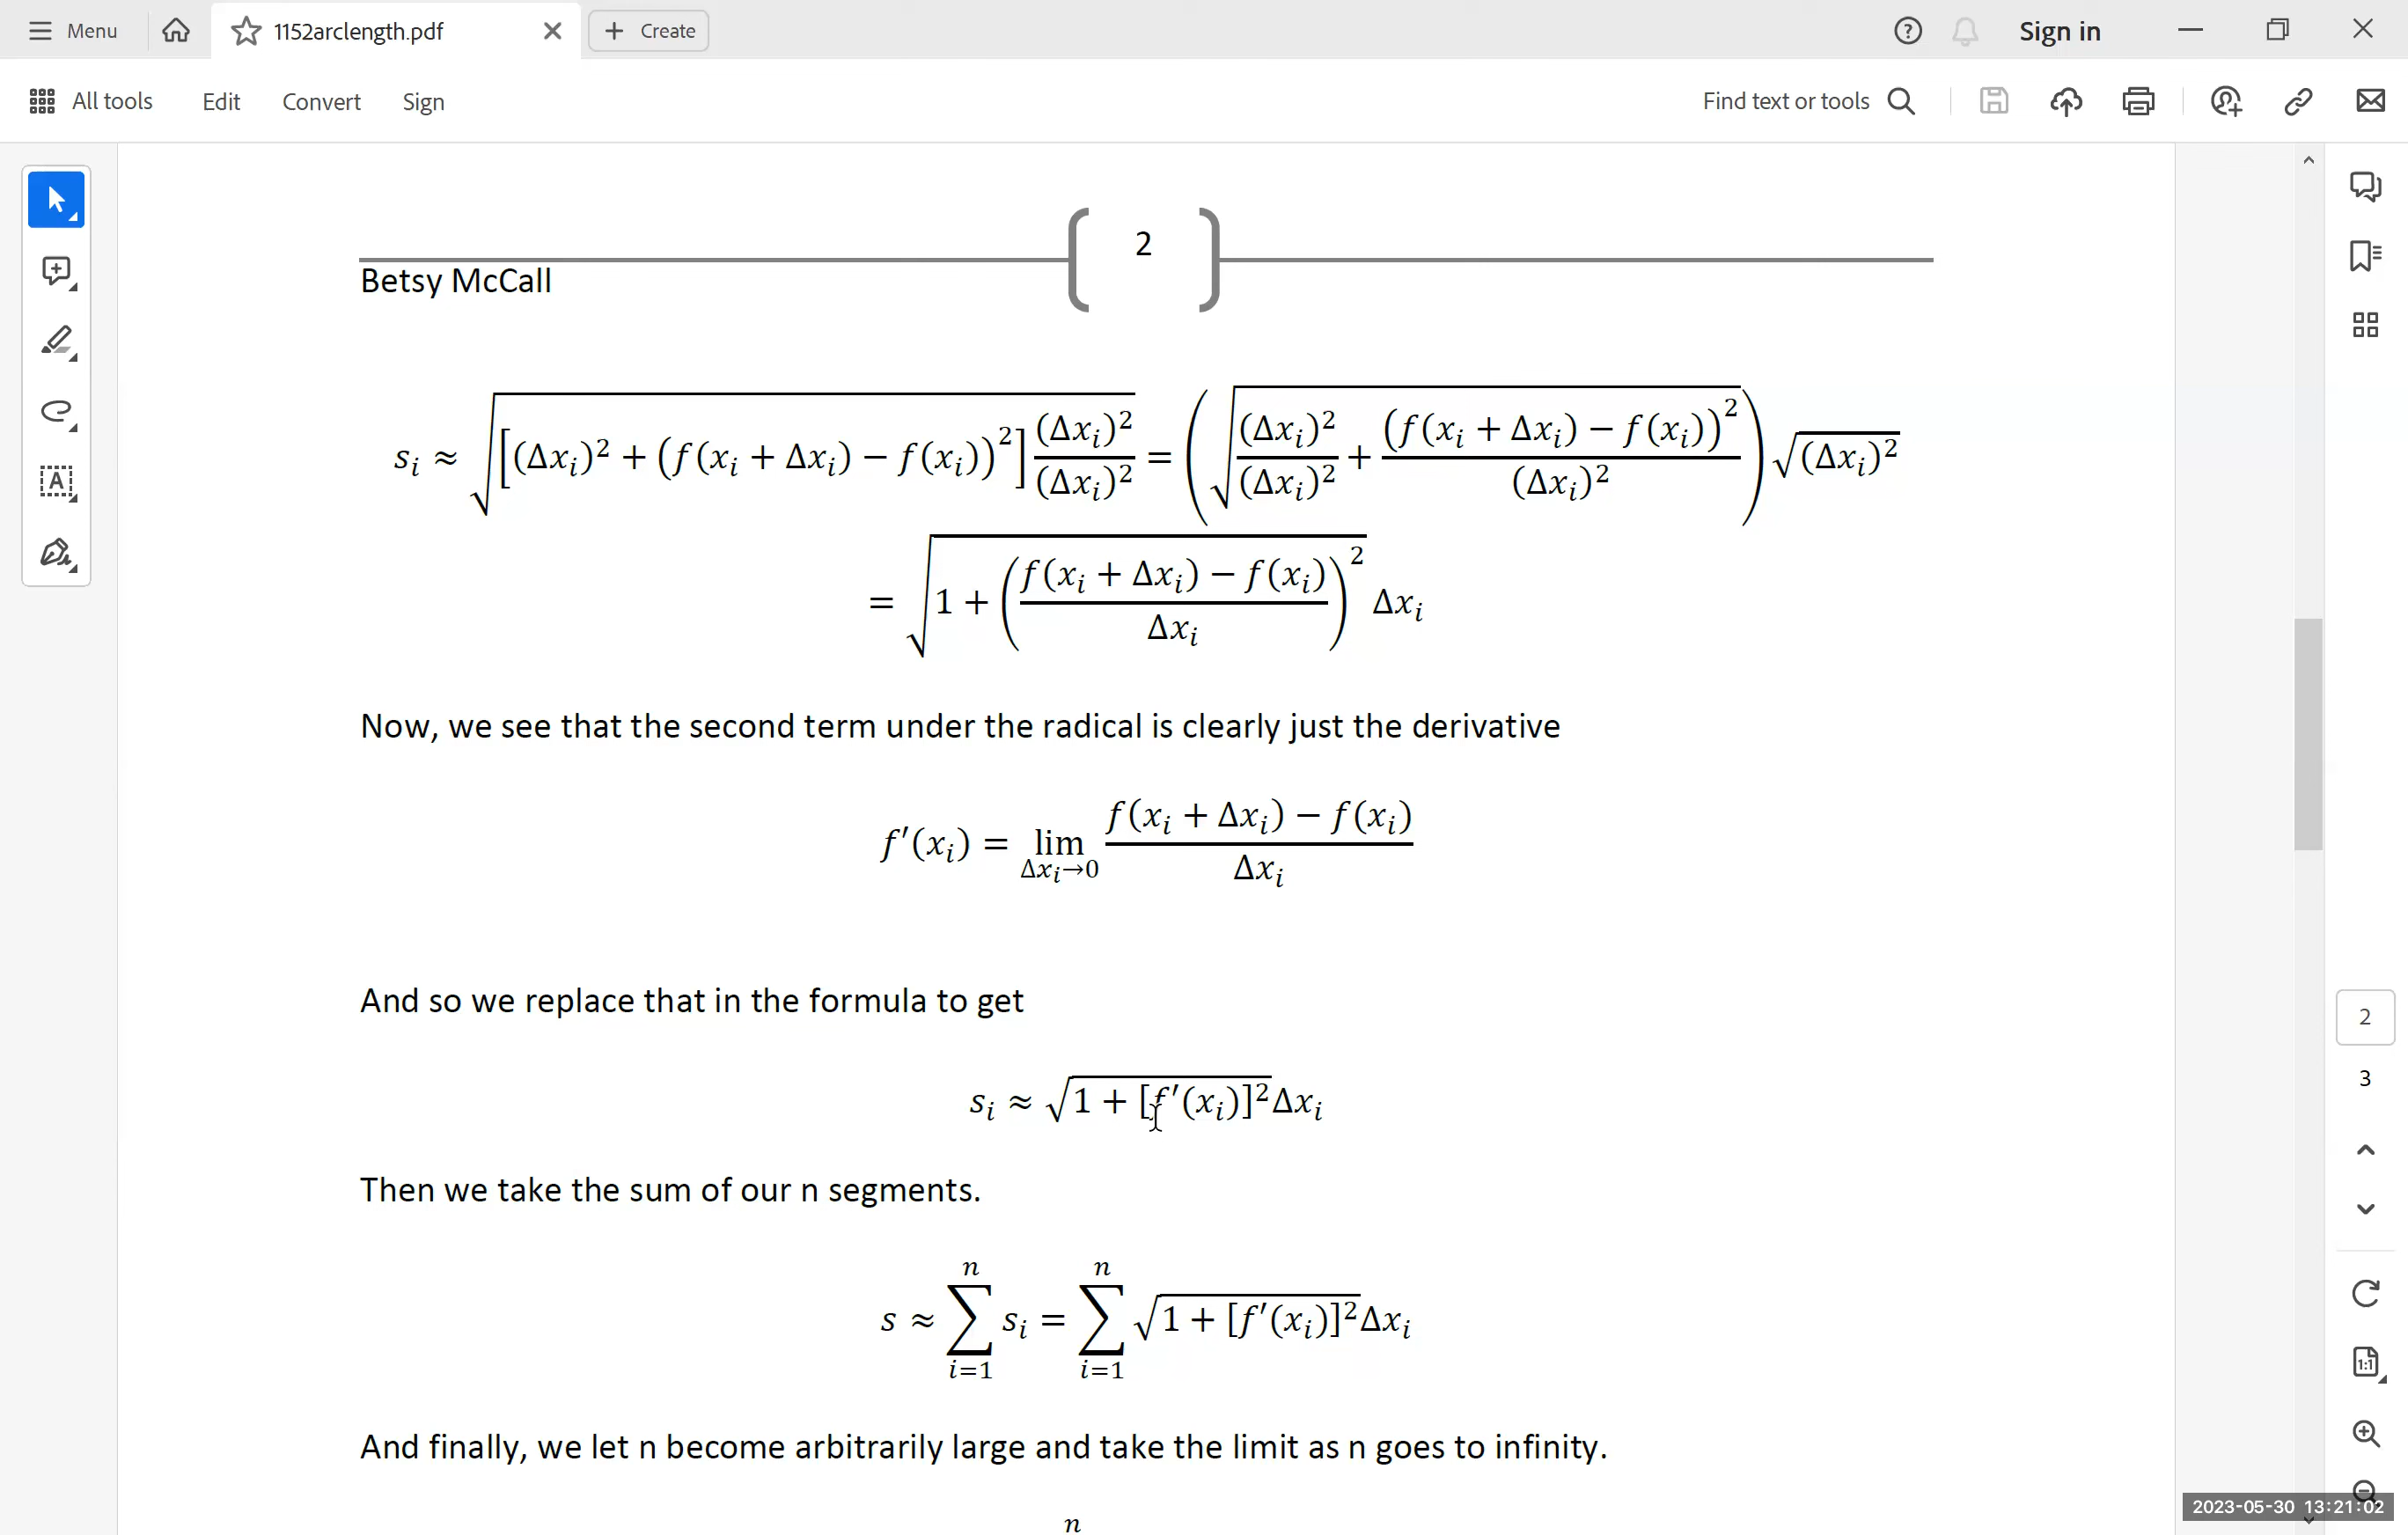 Menu
1152arclength.pdf
Create
Sign in
All tools
Edit
Convert
Sign
Find text or tools
2
Betsy McCall
s_i ≈ √([(Δx_i)² + (f(x_i + Δx_i) − f(x_i))²] (Δx_i)²/(Δx_i)²) = (√((Δx_i)²/(Δx_i)² + (f(x_i + Δx_i) − f(x_i))²/(Δx_i)²)) √((Δx_i)²)
= √(1 + ((f(x_i + Δx_i) − f(x_i))/Δx_i)²) Δx_i
Now, we see that the second term under the radical is clearly just the derivative
f′(x_i) = lim_{Δx_i→0} (f(x_i + Δx_i) − f(x_i))/Δx_i
And so we replace that in the formula to get
s_i ≈ √(1 + [f′(x_i)]²)Δx_i
Then we take the sum of our n segments.
s ≈ ∑_{i=1}^{n} s_i = ∑_{i=1}^{n} √(1 + [f′(x_i)]²)Δx_i
And finally, we let n become arbitrarily large and take the limit as n goes to infinity.
n
2
3
1:1
2023-05-30 13:21:02